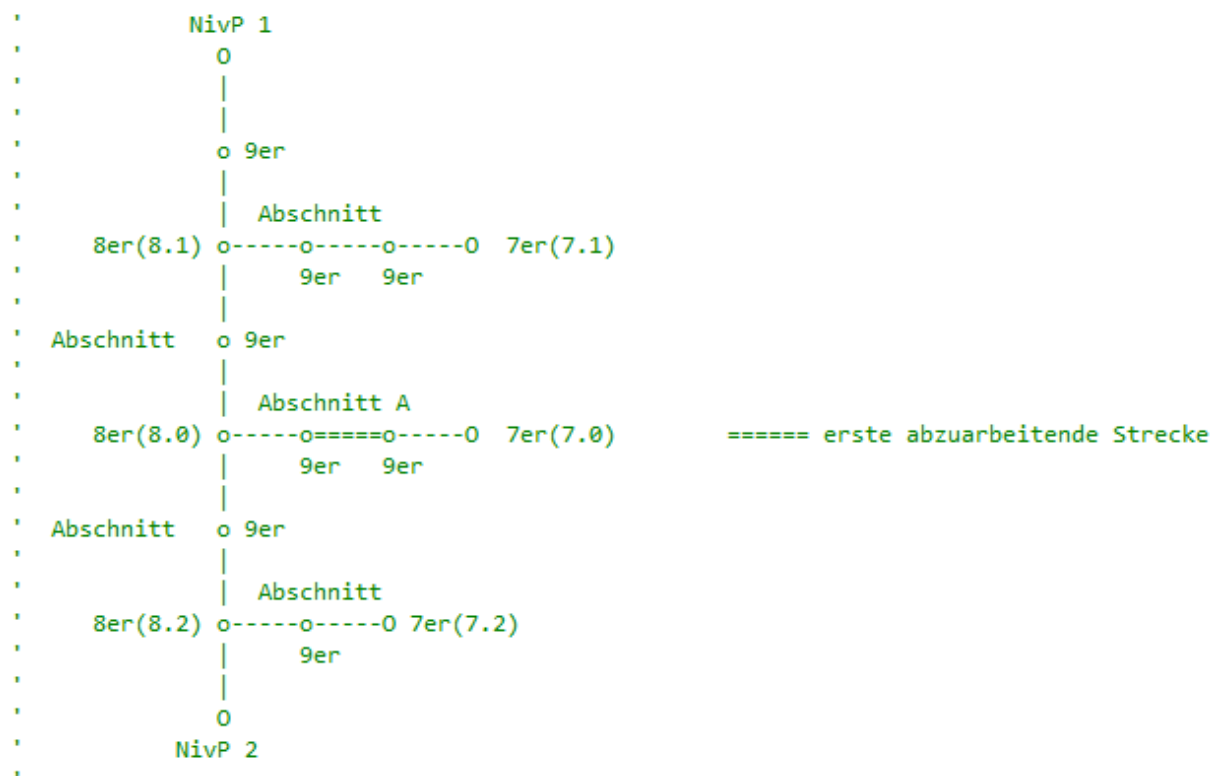 '                    NivP 1
'                      O
'                      |
'                      |
'                      o 9er
'                      |
'                      |  Abschnitt
'        8er(8.1) o-----o-----o-----O  7er(7.1)
'                      |     9er   9er
'                      |
'    Abschnitt   o 9er
'                      |
'                      |  Abschnitt A
'        8er(8.0) o-----o=====o-----O  7er(7.0)        ====== erste abzuarbeitende Strecke
'                      |     9er   9er
'                      |
'    Abschnitt   o 9er
'                      |
'                      |  Abschnitt
'        8er(8.2) o-----o-----O 7er(7.2)
'                      |     9er
'                      |
'                      O
'                  NivP 2
'